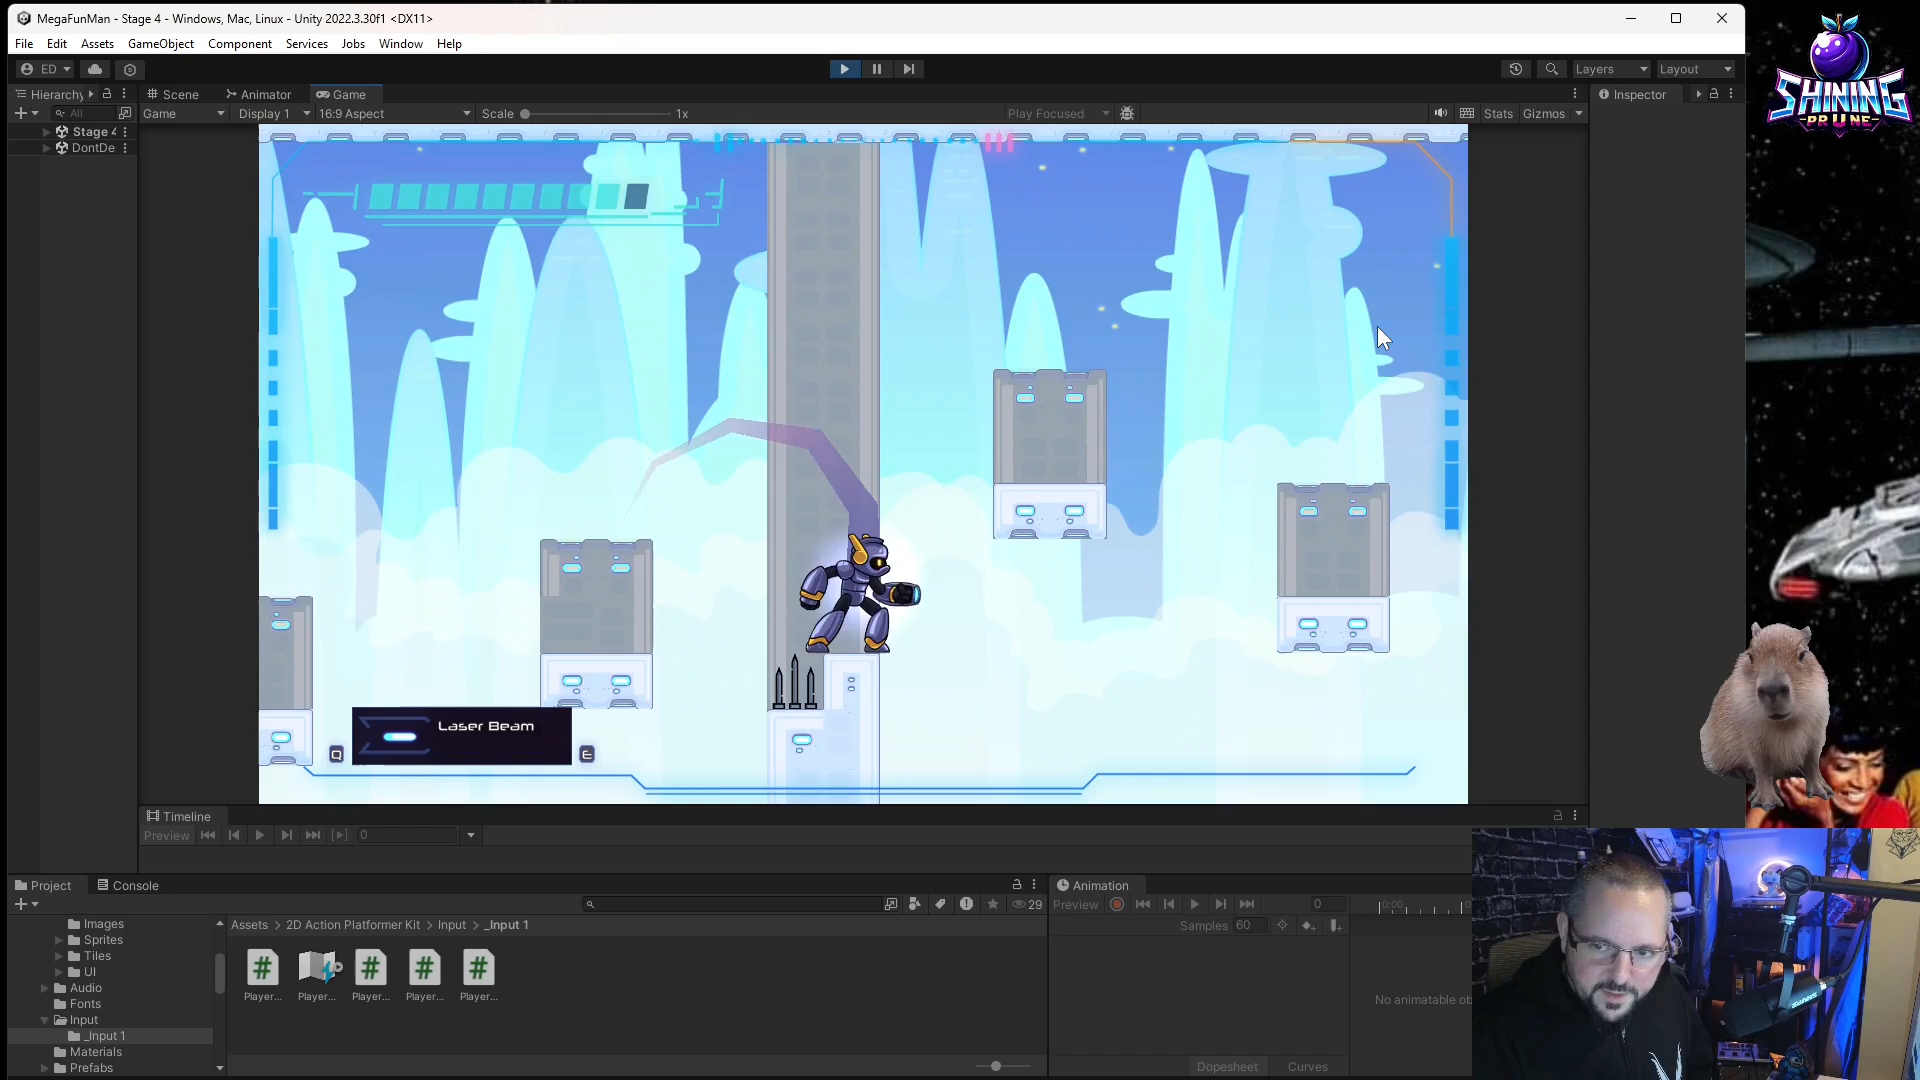 MegaFunMan - Stage 4 - Windows, Mac, Linux - Unity 2022.3.30f1 <DX11>
File Edit Assets GameObject Component Services Jobs Window Help
ED Layers Layout
Hierarchy Scene Animator Game Inspector
All Game Display 1 16:9 Aspect Scale 1x Play Focused Stats Gizmos
Stage 4
DontDe
SHINING
PRUNE
Laser Beam
Q E
Timeline
Preview 0
Project Console Animation
29 Preview 0 0:00
Images Assets > 2D Action Platformer Kit > Input > _Input 1 Samples 60
Sprites
Tiles
UI
Audio
Fonts
Input
_Input 1
Materials
Prefabs
Player... Player... Player... Player... Player...
No animatable ob
Dopesheet Curves